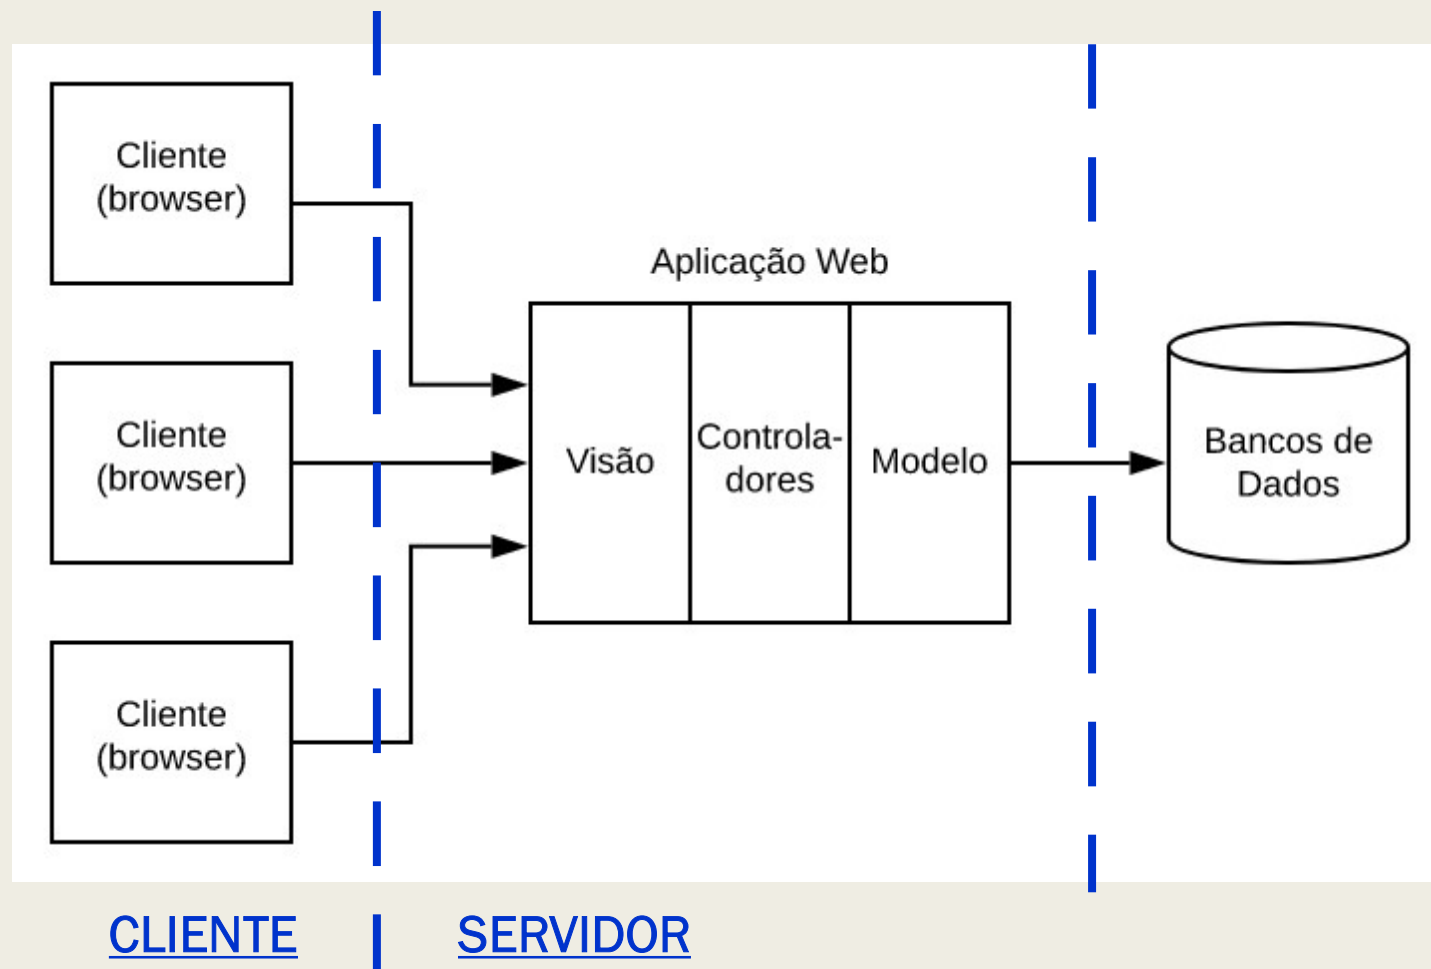 Cliente
(browser)
Aplicação Web
Cliente
(browser)
Visão
Controla-
dores
Modelo
Bancos de
Dados
Cliente
(browser)
CLIENTE
SERVIDOR